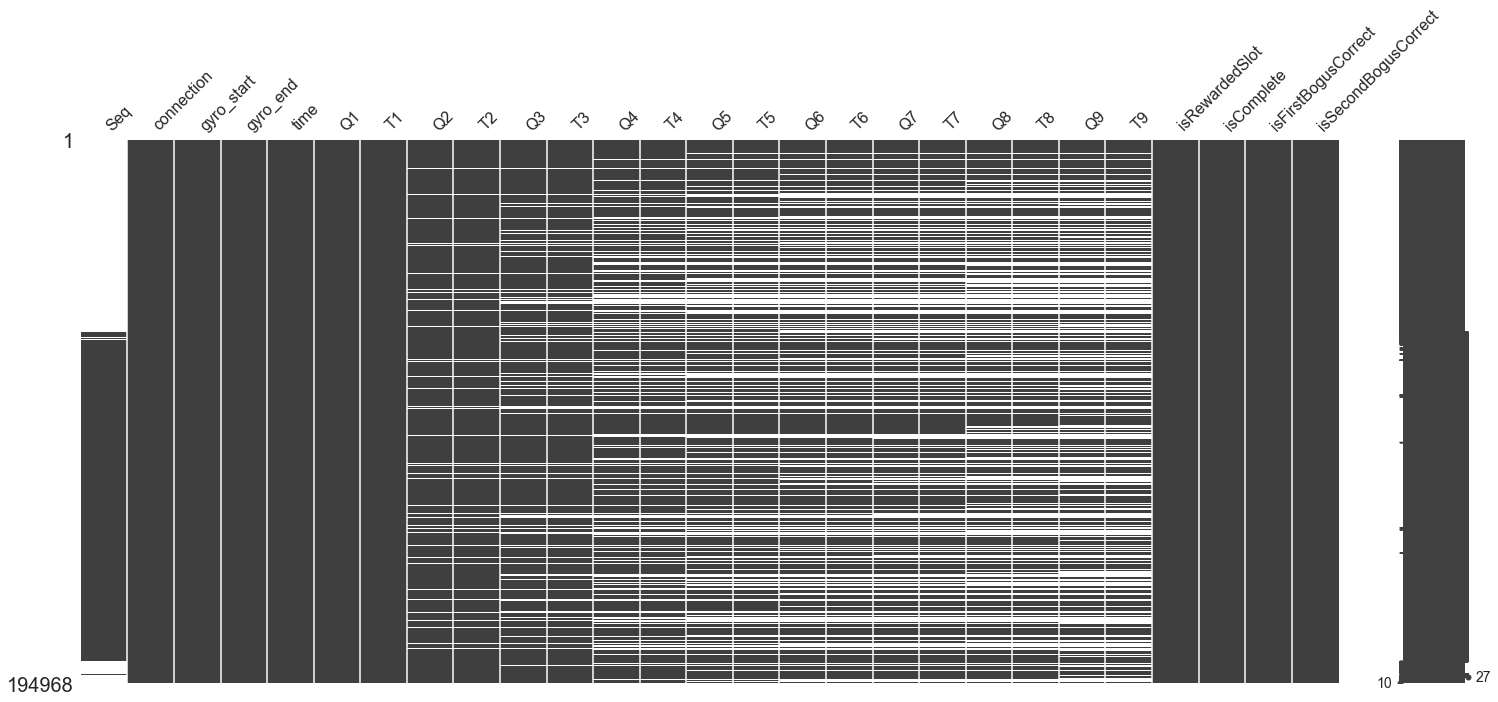 Seq
connection
gyro_start
gyro_end
time
Q1
T1
Q2
T2
Q3
T3
Q4
T4
Q5
T5
Q6
T6
Q7
T7
Q8
T8
Q9
T9
isRewardedSlot
isComplete
isFirstBogusCorrect
isSecondBogusCorrect
1
194968
10
27